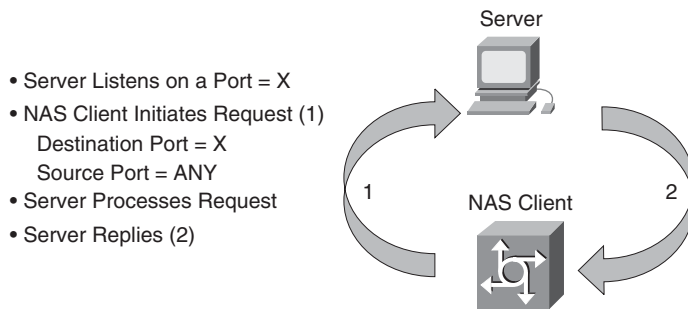 Server
• Server Listens on a Port = X
• NAS Client Initiates Request (1)
Destination Port = X
Source Port = ANY
• Server Processes Request
• Server Replies (2)
1
NAS Client
2